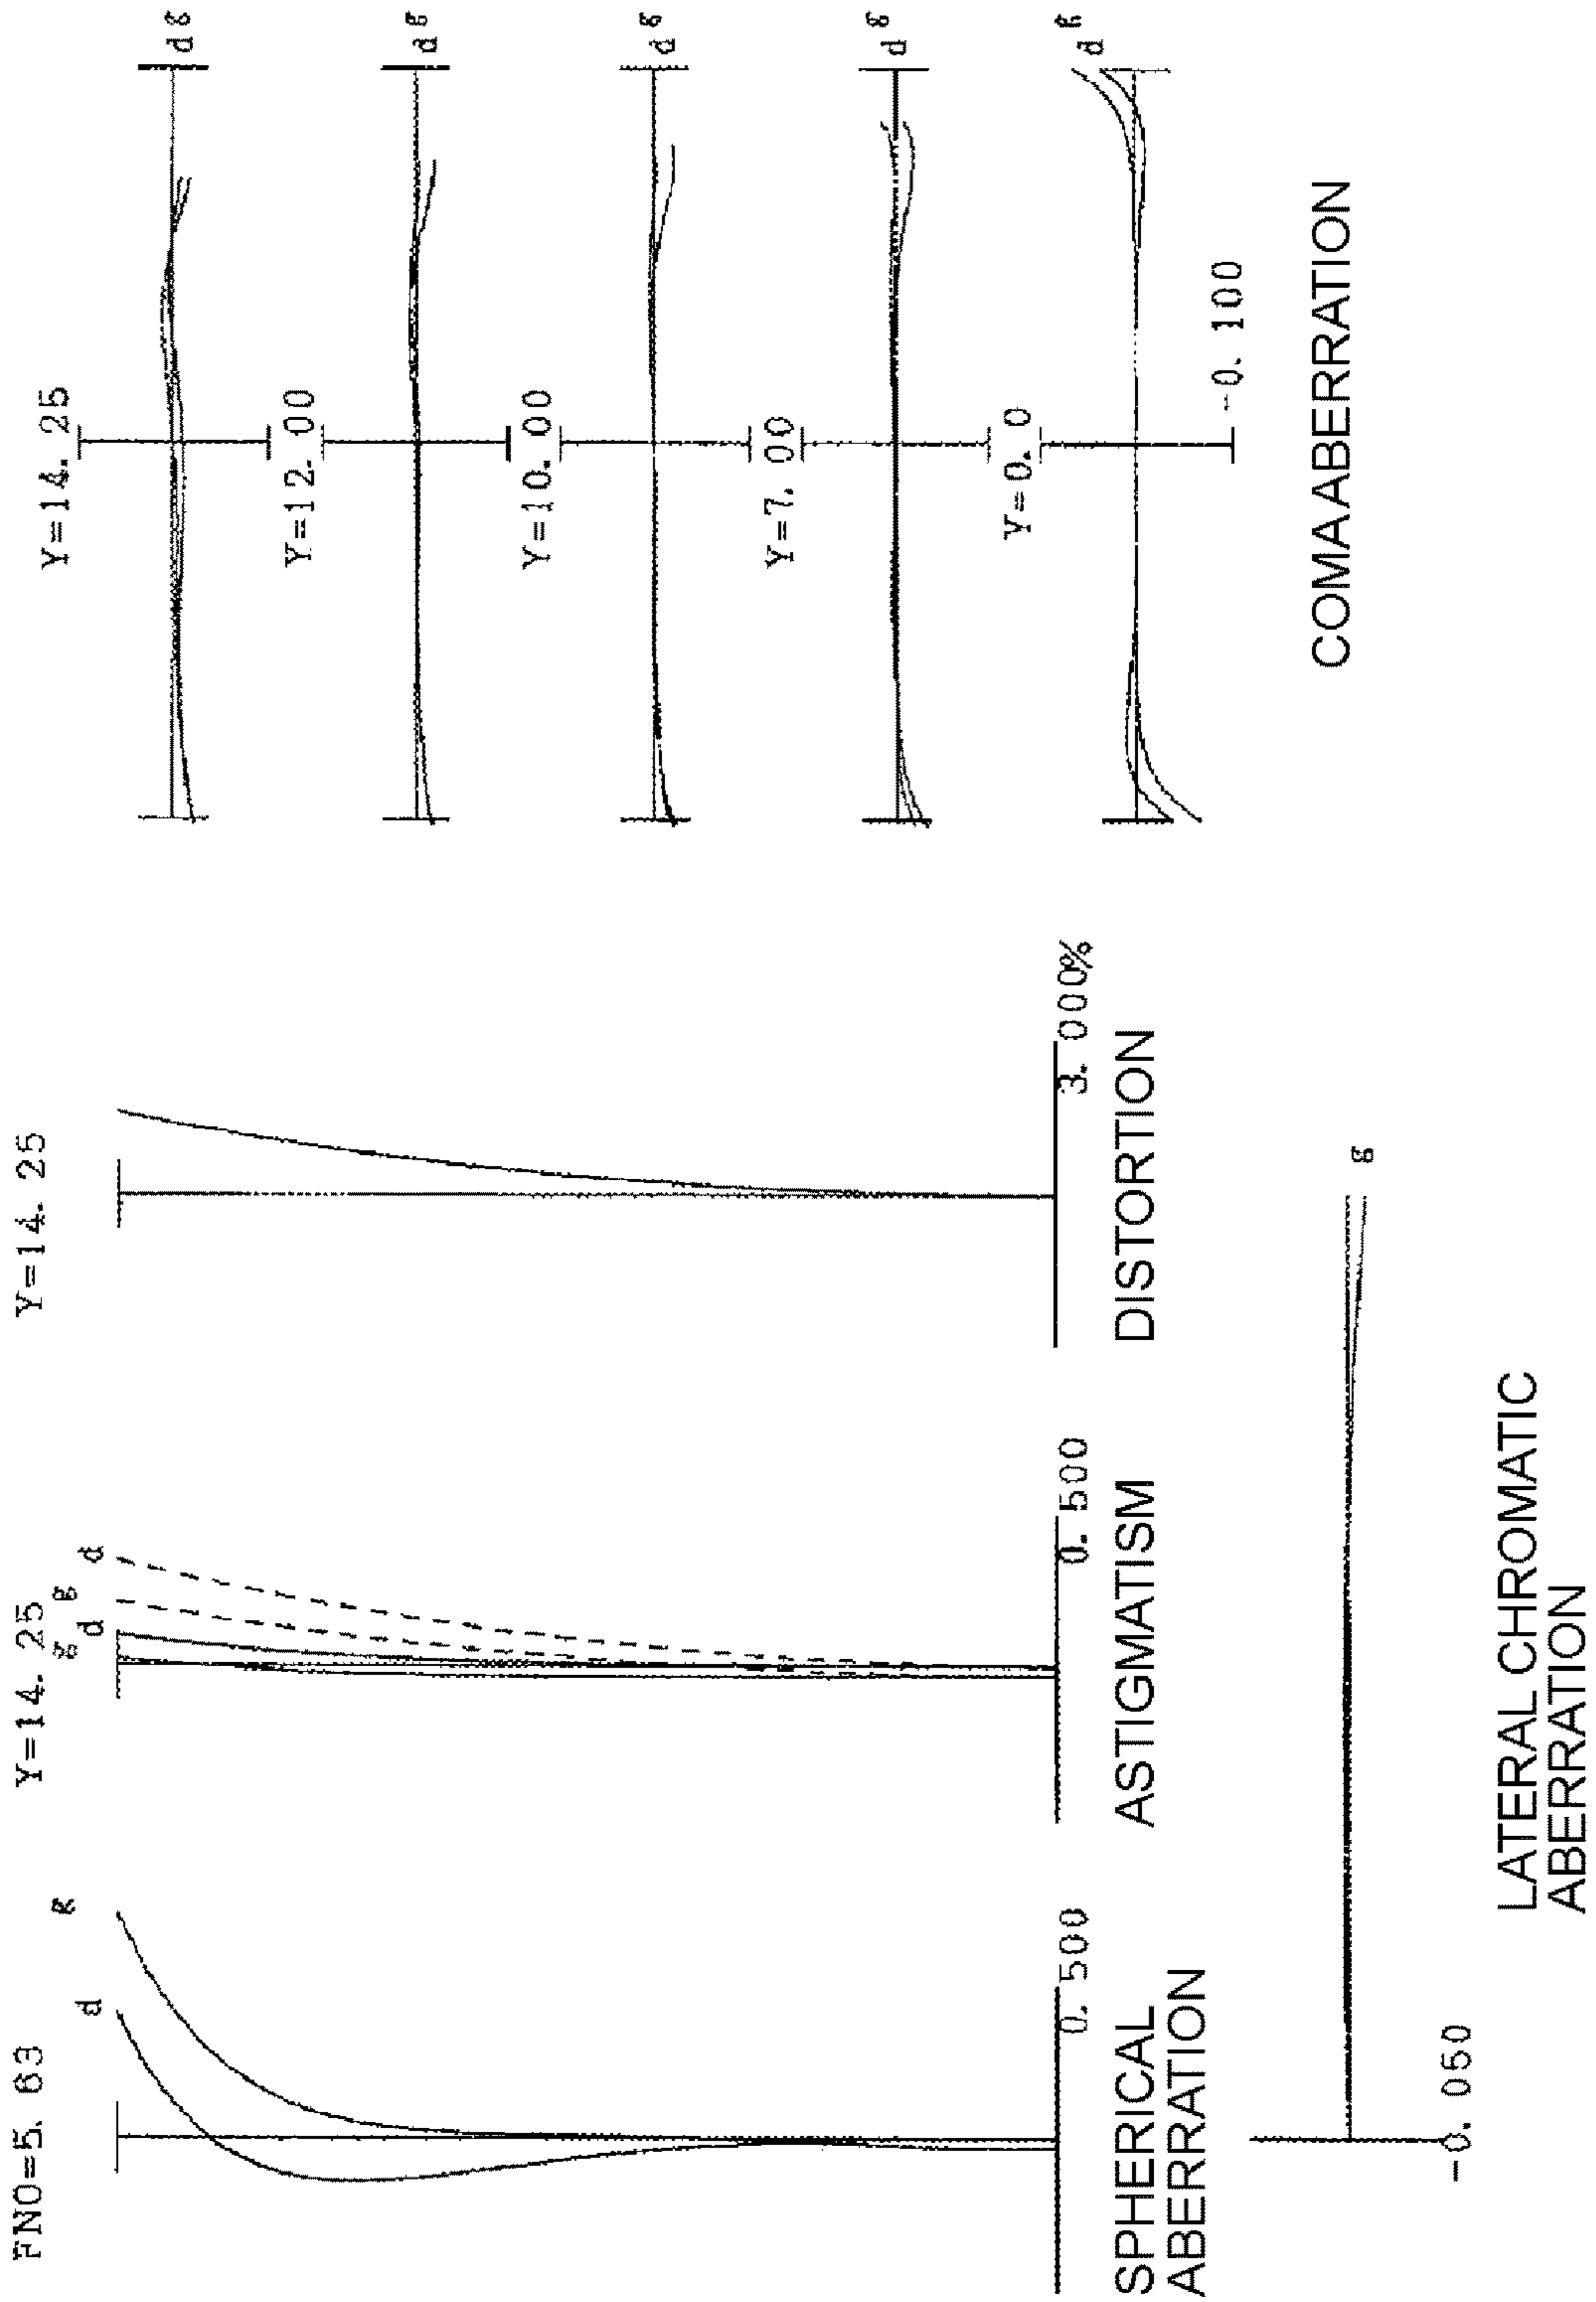 FNO=5. 63
d
g
0. 500
SPHERICAL
ABERRATION
Y=14. 25
g
d
g
d
0. 500
ASTIGMATISM
Y=14. 25
3. 000%
DISTORTION
Y=14. 25
d g
Y=12. 00
d g
Y=10. 00
d g
Y=7. 00
d g
Y=0. 0
d g
-0. 100
COMAABERRATION
g
-0. 050
LATERAL CHROMATIC
ABERRATION